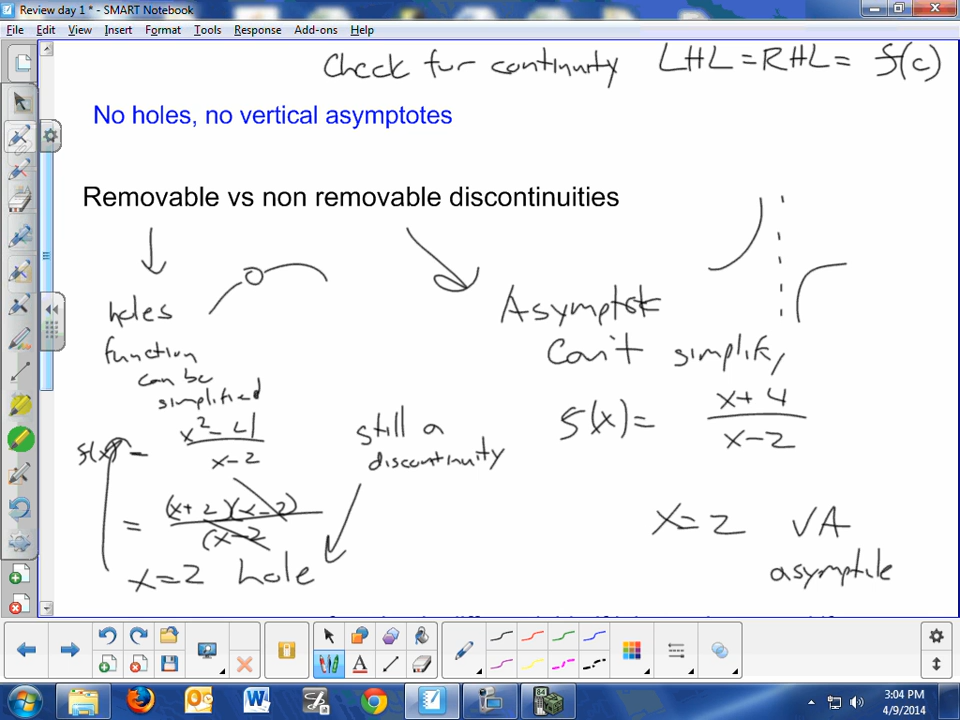 Review day 1 * - SMART Notebook
File Edit View Insert Format Tools Response Add-ons Help
Check for continuity LHL = RHL = f(c)
No holes, no vertical asymptotes
Removable vs non removable discontinuities
holes
function
can be
simplified
f(x) = x² - 4 / x - 2
= (x + 2)(x - 2) / (x - 2
x = 2 hole
still a
discontinuity
Asymptote
Can't simplify
f(x) = x + 4 / x - 2
x = 2 VA
asymptote
A
W
84
3:04 PM
4/9/2014